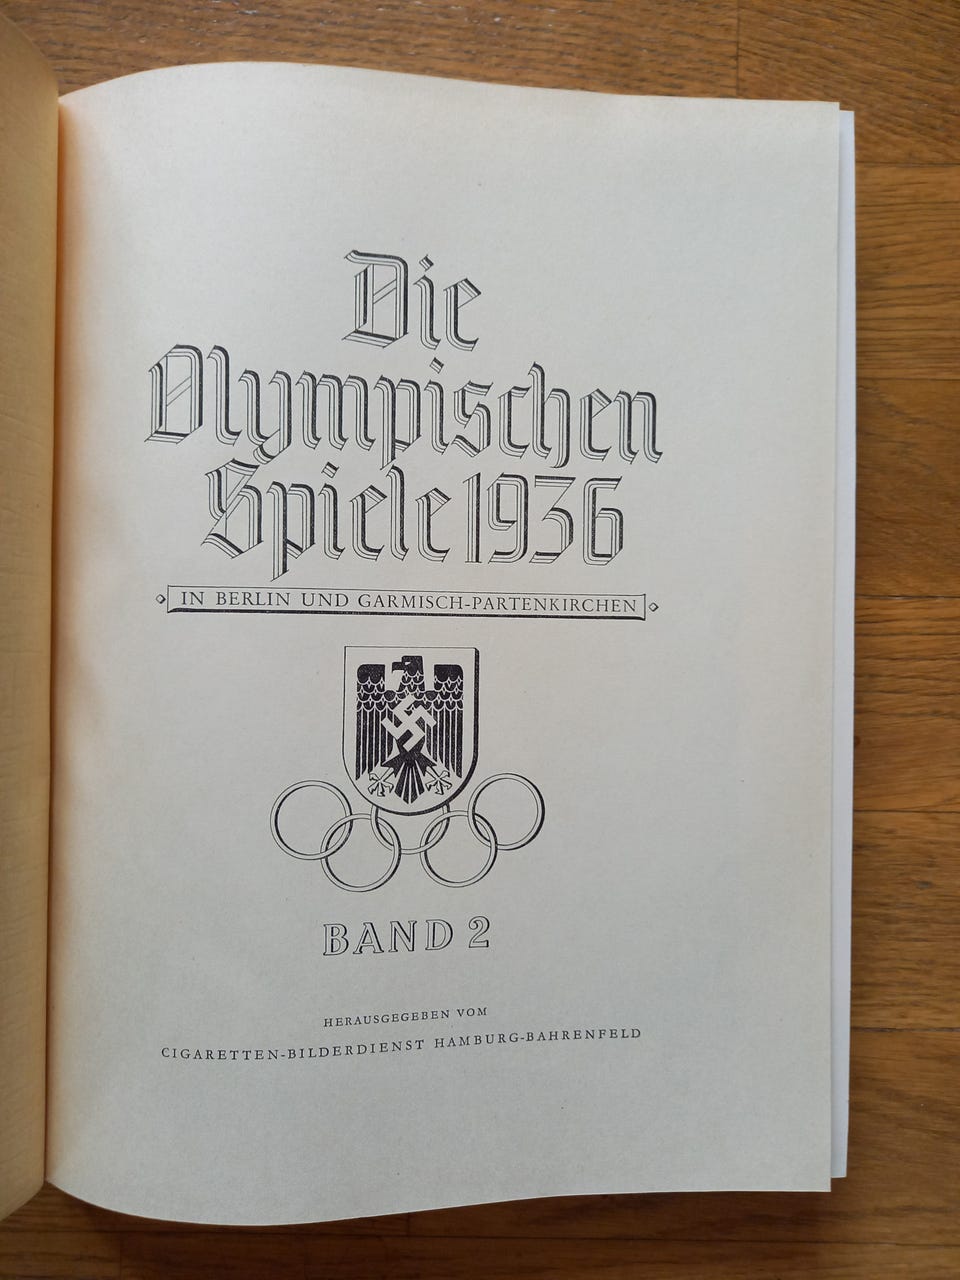 Die
Olympischen
Spiele 1936
IN BERLIN UND GARMISCH-PARTENKIRCHEN
BAND 2
HERAUSGEGEBEN VOM
CIGARETTEN-BILDERDIENST HAMBURG-BAHRENFELD